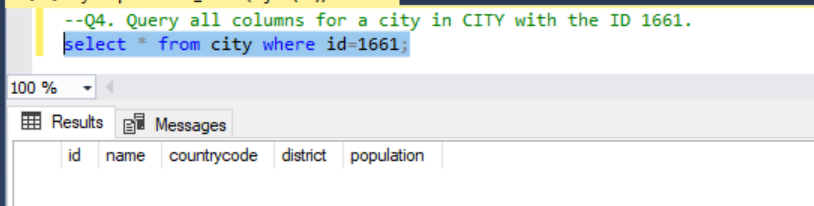 --Q4. Query all columns for a city in CITY with the ID 1661.
select * from city where id=1661;
100 %
Results Messages
id name countrycode district population